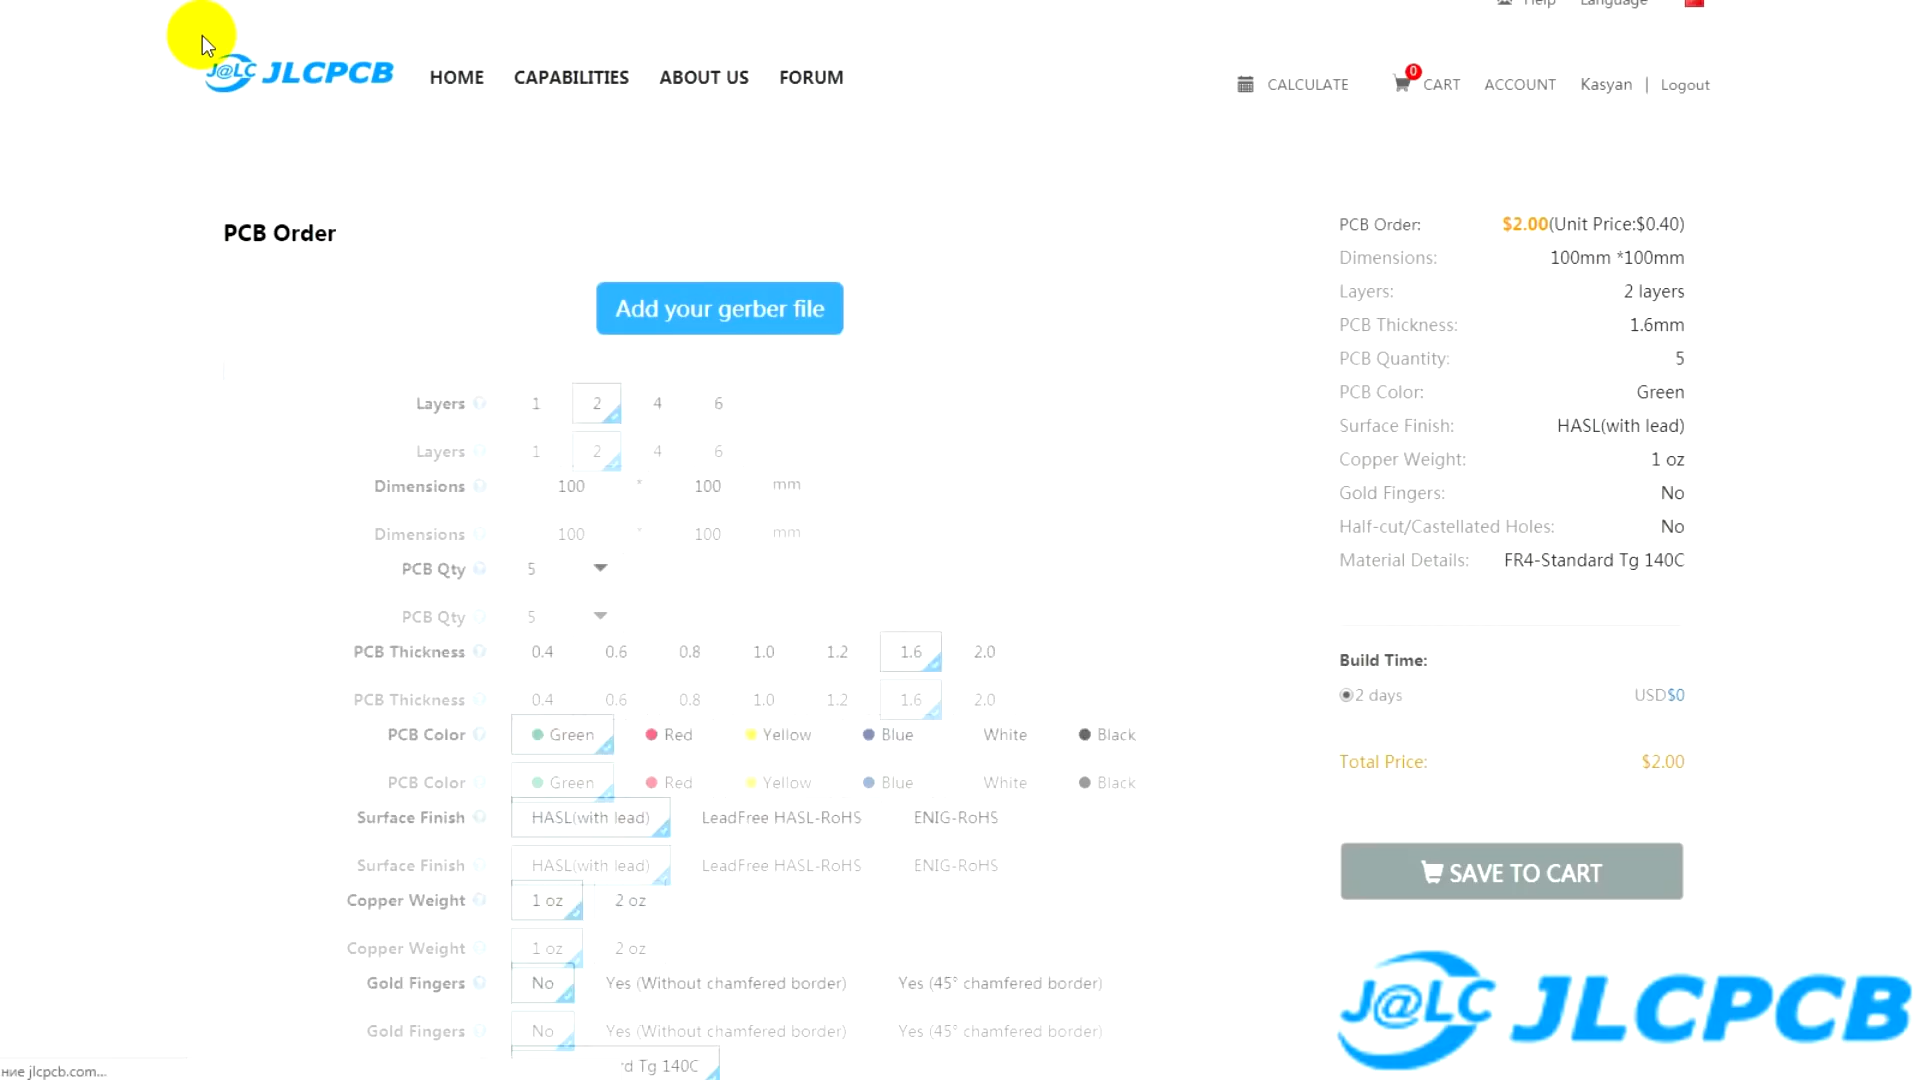 Help Language
J@LC JLCPCB HOME CAPABILITIES ABOUT US FORUM CALCULATE 0 CART ACCOUNT Kasyan | Logout
PCB Order
Add your gerber file
Layers 1 2 4 6
Layers 1 2 4 6
Dimensions 100 * 100 mm
Dimensions 100 * 100 mm
PCB Qty 5
PCB Qty 5
PCB Thickness 0.4 0.6 0.8 1.0 1.2 1.6 2.0
PCB Thickness 0.4 0.6 0.8 1.0 1.2 1.6 2.0
PCB Color Green Red Yellow Blue White Black
PCB Color Green Red Yellow Blue White Black
Surface Finish HASL(with lead) LeadFree HASL-RoHS ENIG-RoHS
Surface Finish HASL(with lead) LeadFree HASL-RoHS ENIG-RoHS
Copper Weight 1 oz 2 oz
Copper Weight 1 oz 2 oz
Gold Fingers No Yes (Without chamfered border) Yes (45° chamfered border)
Gold Fingers No Yes (Without chamfered border) Yes (45° chamfered border)
rd Tg 140C
PCB Order: $2.00(Unit Price:$0.40)
Dimensions: 100mm *100mm
Layers: 2 layers
PCB Thickness: 1.6mm
PCB Quantity: 5
PCB Color: Green
Surface Finish: HASL(with lead)
Copper Weight: 1 oz
Gold Fingers: No
Half-cut/Castellated Holes: No
Material Details: FR4-Standard Tg 140C
Build Time:
2 days USD$0
Total Price: $2.00
SAVE TO CART
J@LC JLCPCB
ние jlcpcb.com...